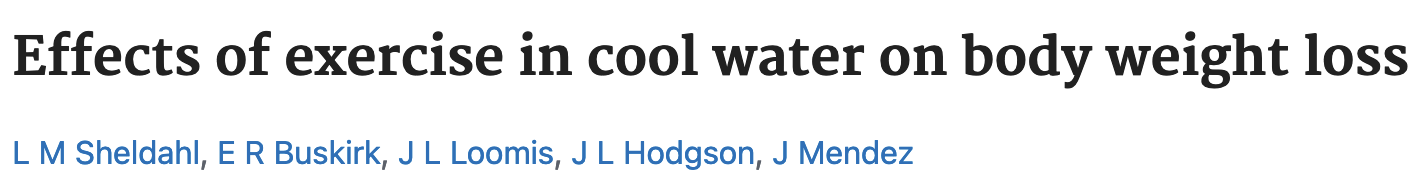 Effects of exercise in cool water on body weight loss
L M Sheldahl, E R Buskirk, J L Loomis, J L Hodgson, J Mendez